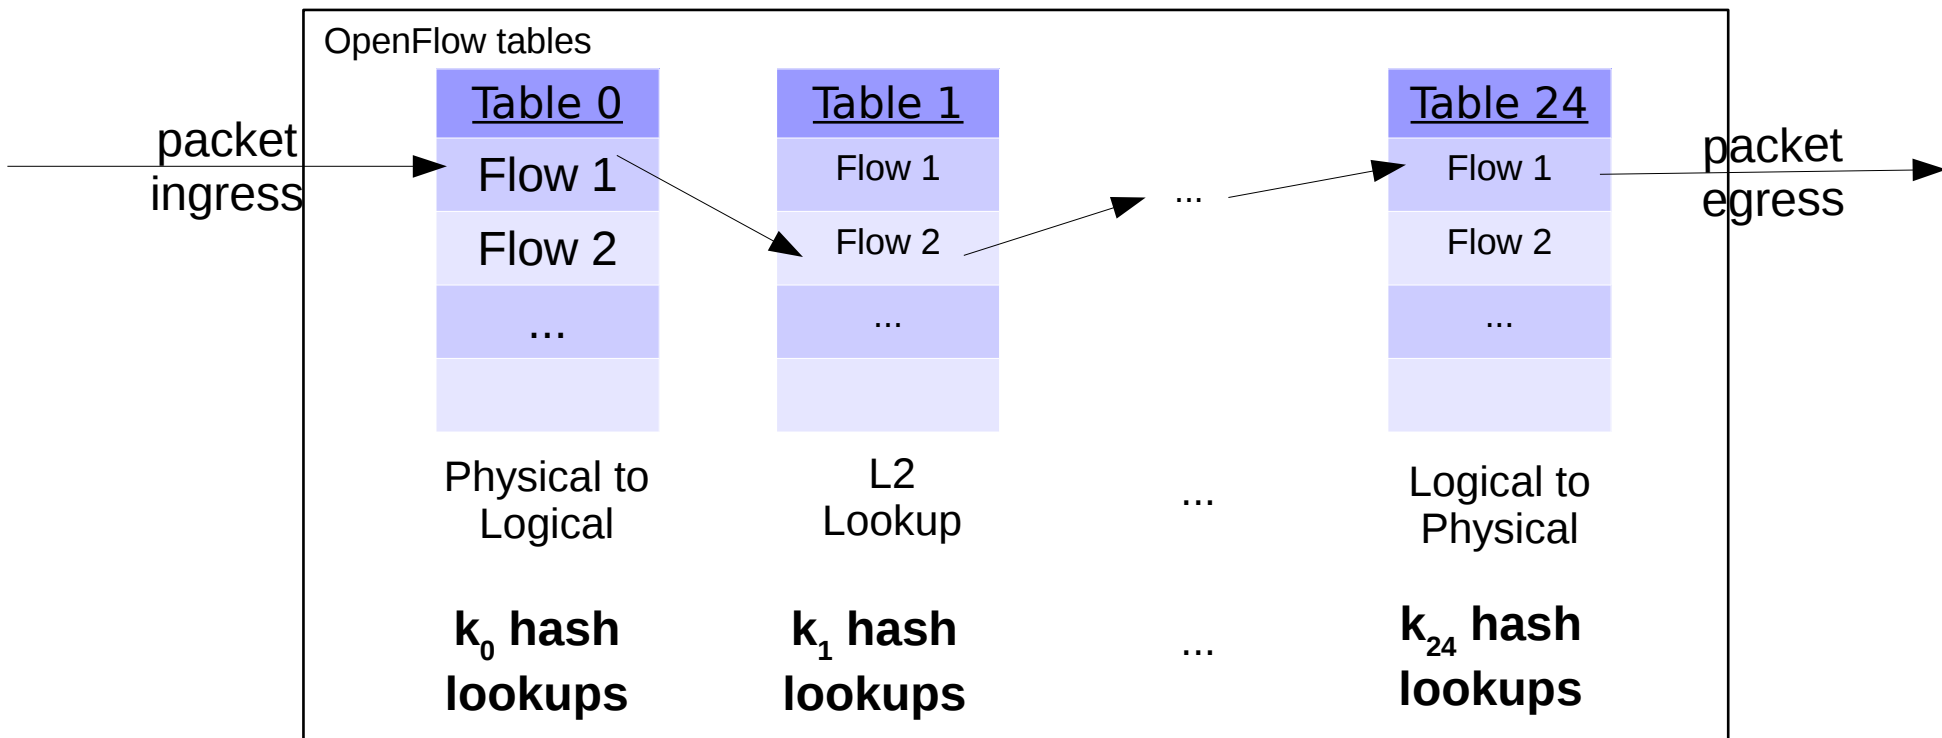 OpenFlow tables
packet
ingress
Table 0
Flow 1
Flow 2
...
Physical to
Logical
k0 hash
lookups
Table 1
Flow 1
Flow 2
...
L2
Lookup
k1 hash
lookups
...
...
...
Table 24
Flow 1
Flow 2
...
Logical to
Physical
k24 hash
lookups
packet
egress